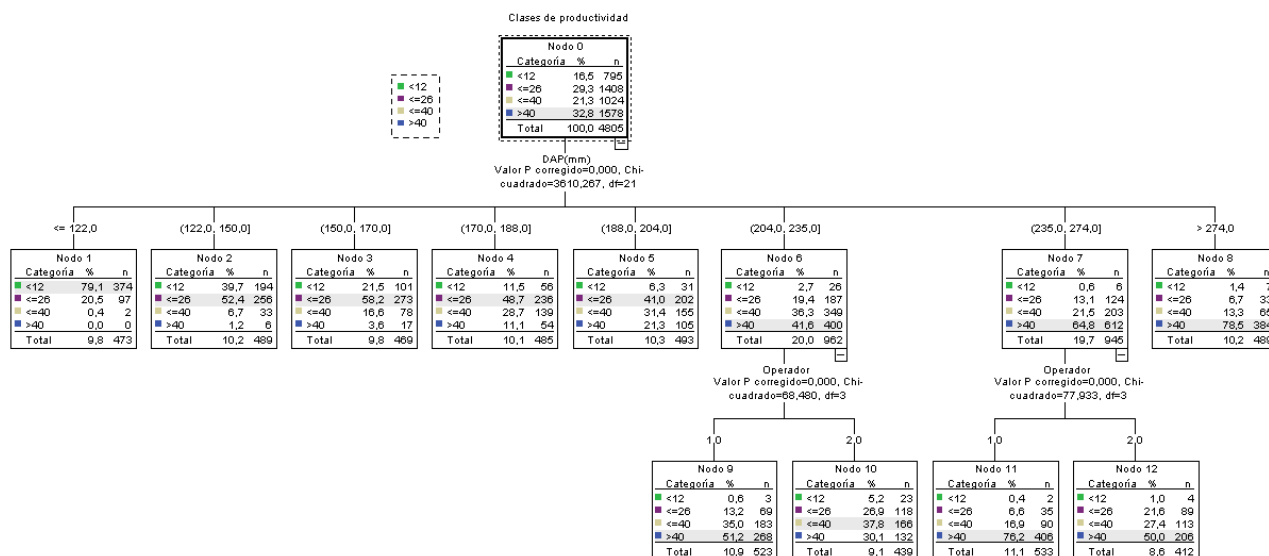 Clases de productividad
Nodo 0
Categoría % n
<12 16,5 795
<=26 29,3 1408
<=40 21,3 1024
>40 32,8 1578
Total 100,0 4805
<12
<=26
<=40
>40
DAP(mm)
Valor P corregido=0,000, Chi-
cuadrado=3610,267, df=21
<= 122,0
(122,0, 150,0]
(150,0, 170,0]
(170,0, 188,0]
(188,0, 204,0]
(204,0, 235,0]
(235,0, 274,0]
> 274,0
Nodo 1
Categoría % n
<12 79,1 374
<=26 20,5 97
<=40 0,4 2
>40 0,0 0
Total 9,8 473
Nodo 2
Categoría % n
<12 39,7 194
<=26 52,4 256
<=40 6,7 33
>40 1,2 6
Total 10,2 489
Nodo 3
Categoría % n
<12 21,5 101
<=26 58,2 273
<=40 16,6 78
>40 3,6 17
Total 9,8 469
Nodo 4
Categoría % n
<12 11,5 56
<=26 48,7 236
<=40 28,7 139
>40 11,1 54
Total 10,1 485
Nodo 5
Categoría % n
<12 6,3 31
<=26 41,0 202
<=40 31,4 155
>40 21,3 105
Total 10,3 493
Nodo 6
Categoría % n
<12 2,7 26
<=26 19,4 187
<=40 36,3 349
>40 41,6 400
Total 20,0 962
Nodo 7
Categoría % n
<12 0,6 6
<=26 13,1 124
<=40 21,5 203
>40 64,8 612
Total 19,7 945
Nodo 8
Categoría % n
<12 1,4 7
<=26 6,7 33
<=40 13,3 65
>40 78,5 384
Total 10,2 489
Operador
Valor P corregido=0,000, Chi-
cuadrado=68,480, df=3
Operador
Valor P corregido=0,000, Chi-
cuadrado=77,933, df=3
1,0
2,0
1,0
2,0
Nodo 9
Categoría % n
<12 0,6 3
<=26 13,2 69
<=40 35,0 183
>40 51,2 268
Total 10,9 523
Nodo 10
Categoría % n
<12 5,2 23
<=26 26,9 118
<=40 37,8 166
>40 30,1 132
Total 9,1 439
Nodo 11
Categoría % n
<12 0,4 2
<=26 6,6 35
<=40 16,9 90
>40 76,2 406
Total 11,1 533
Nodo 12
Categoría % n
<12 1,0 4
<=26 21,6 89
<=40 27,4 113
>40 50,0 206
Total 8,6 412